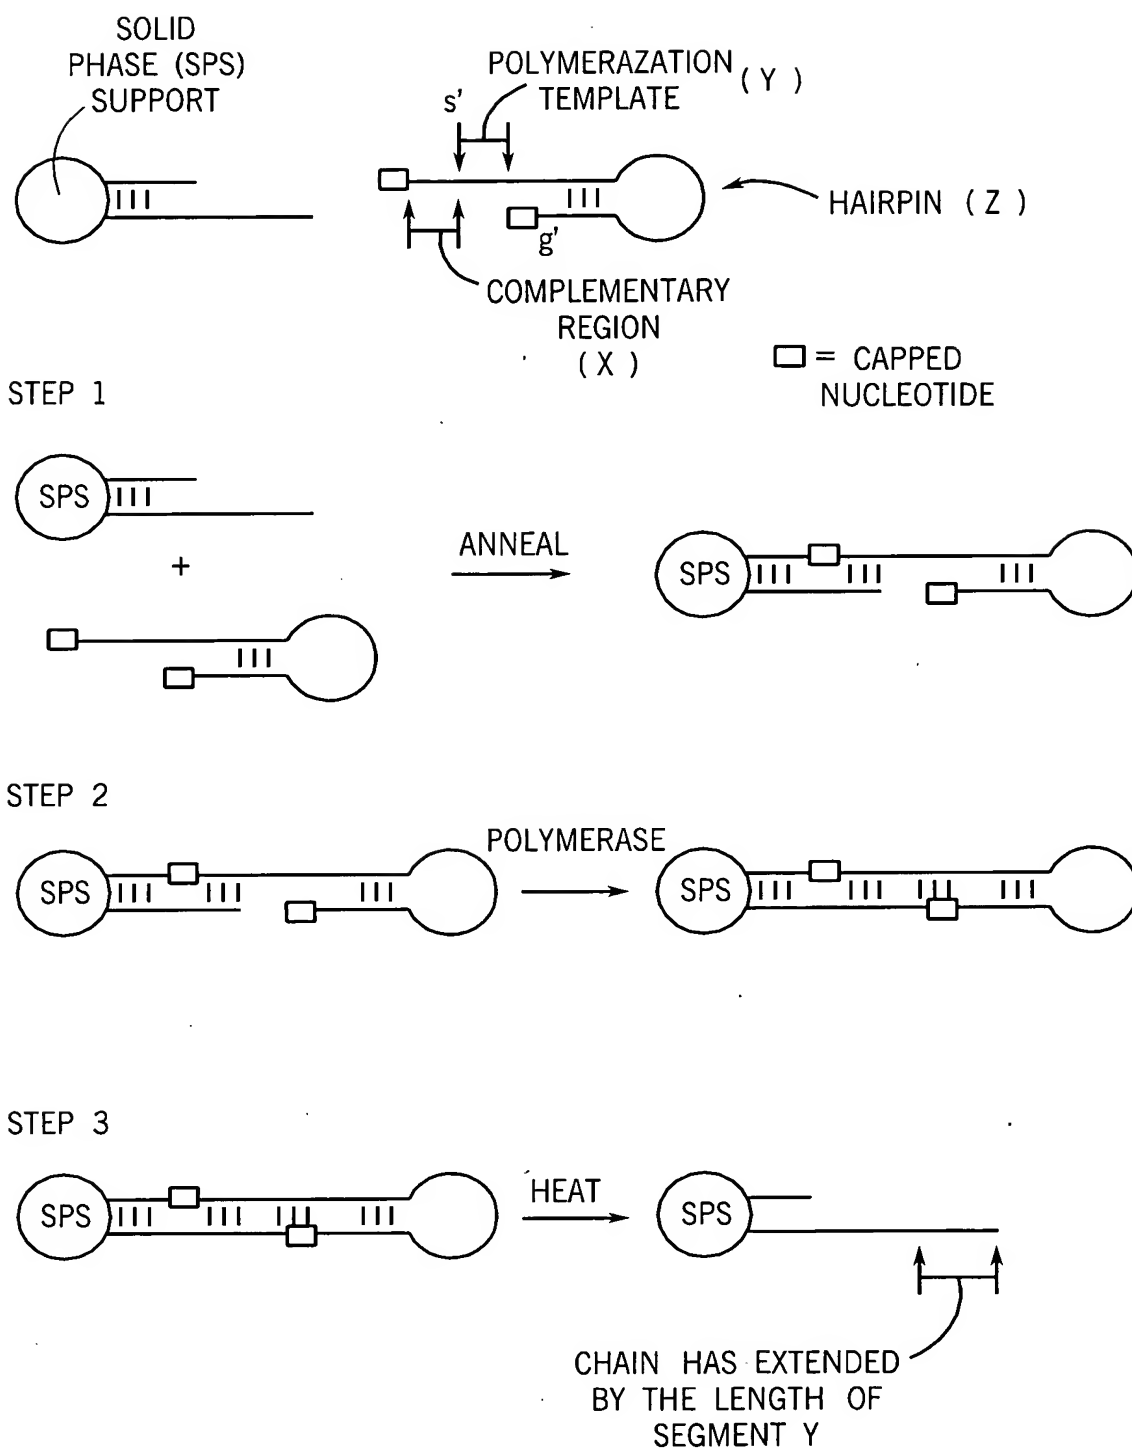 SOLID
PHASE (SPS)
SUPPORT
POLYMERAZATION (Y)
TEMPLATE
s'
HAIRPIN (Z)
g'
COMPLEMENTARY
REGION
(X)
= CAPPED
NUCLEOTIDE
STEP 1
SPS
+
ANNEAL
SPS
STEP 2
SPS
POLYMERASE
SPS
STEP 3
SPS
HEAT
SPS
CHAIN HAS EXTENDED
BY THE LENGTH OF
SEGMENT Y